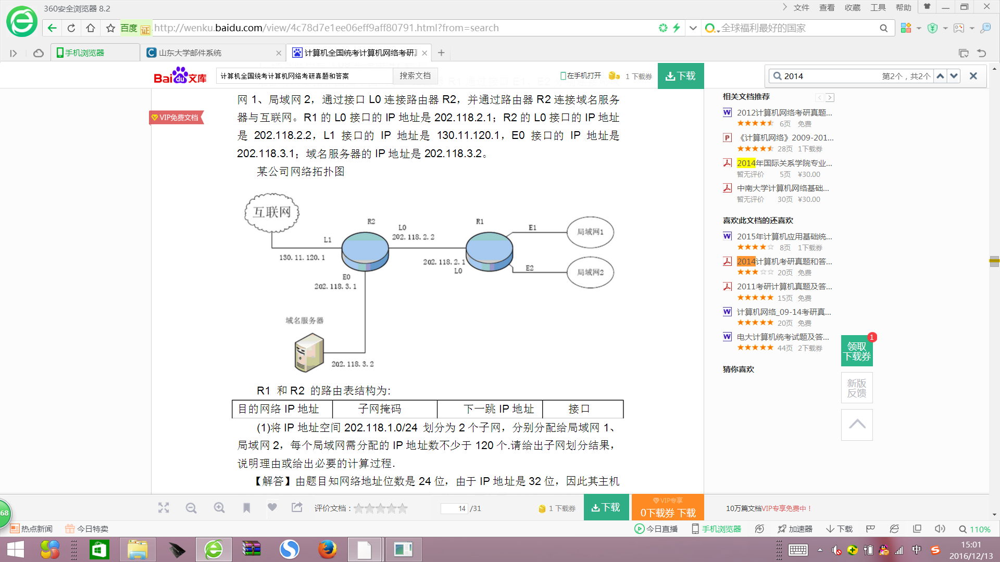 360安全浏览器 8.2
文件 查看 收藏 工具 帮助
百度 证 http://wenku.baidu.com/view/4c78d7e1ee06eff9aff80791.html?from=search
全球福利最好的国家
手机浏览器
山东大学邮件系统
计算机全国统考计算机网络考研真
Bai du 文库
计算机全国统考计算机网络考研真题和答案
搜索文档
在手机打开
1 下载券
下载
2014
第2个，共2个
VIP免费文档
网 1、局域网 2，通过接口 L0 连接路由器 R2，并通过路由器 R2 连接域名服务
器与互联网。R1 的 L0 接口的 IP 地址是 202.118.2.1；R2 的 L0 接口的 IP 地址
是 202.118.2.2，L1 接口的 IP 地址是 130.11.120.1，E0 接口的 IP 地址是
202.118.3.1；域名服务器的 IP 地址是 202.118.3.2。
某公司网络拓扑图
互联网
R2
R1
L0
202.118.2.2
L1
130.11.120.1
E1
局域网1
202.118.2.1
L0
E2
局域网2
E0
202.118.3.1
域名服务器
202.118.3.2
R1 和 R2 的路由表结构为:
目的网络 IP 地址 子网掩码 下一跳 IP 地址 接口
(1)将 IP 地址空间 202.118.1.0/24 划分为 2 个子网，分别分配给局域网 1、
局域网 2，每个局域网需分配的 IP 地址数不少于 120 个.请给出子网划分结果，
说明理由或给出必要的计算过程.
【解答】由题目知网络地址位数是 24 位，由于 IP 地址是 32 位，因此其主机
相关文档推荐
2012计算机网络考研真题...
6页 免费
《计算机网络》2009-201...
28页 1下载券
2014年国际关系学院专业...
暂无评价 5页 ¥30.00
中南大学计算机网络基础...
暂无评价 30页 ¥30.00
喜欢此文档的还喜欢
2015年计算机应用基础统...
8页 1下载券
2014计算机考研真题和答...
20页 免费
2011考研计算机真题及答...
15页 免费
计算机网络_09-14考研真...
20页 免费
电大计算机统考试题及答...
44页 2下载券
猜你喜欢
1
领取
下载券
新版
反馈
68
评价文档：
14 /31
1 下载券
下载
VIP专享
0下载券 下载
10万篇文档VIP专享免费中！
热点新闻 今日特卖
今日直播 手机浏览器 加速器 下载 110%
中
15:01
2016/12/13